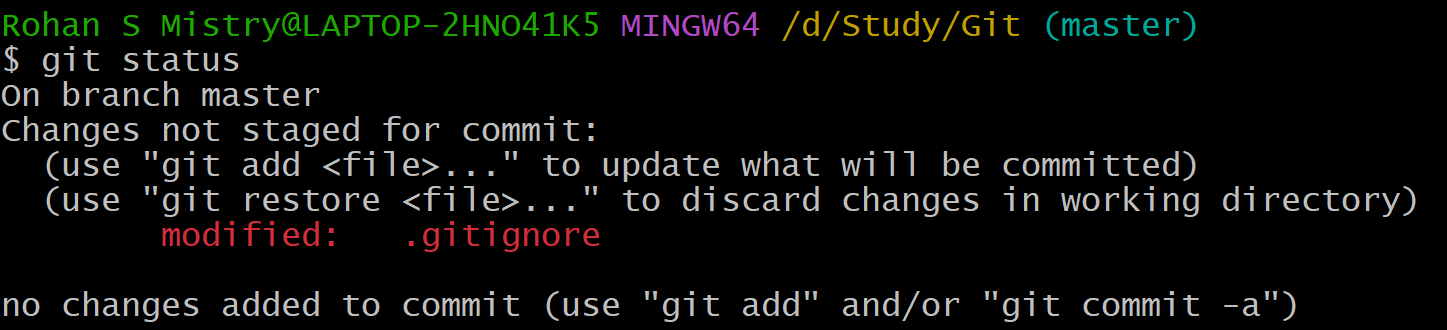 Rohan S Mistry@LAPTOP-2HNO41K5 MINGW64 /d/Study/Git (master)
$ git status
On branch master
Changes not staged for commit:
  (use "git add <file>..." to update what will be committed)
  (use "git restore <file>..." to discard changes in working directory)
        modified:   .gitignore

no changes added to commit (use "git add" and/or "git commit -a")